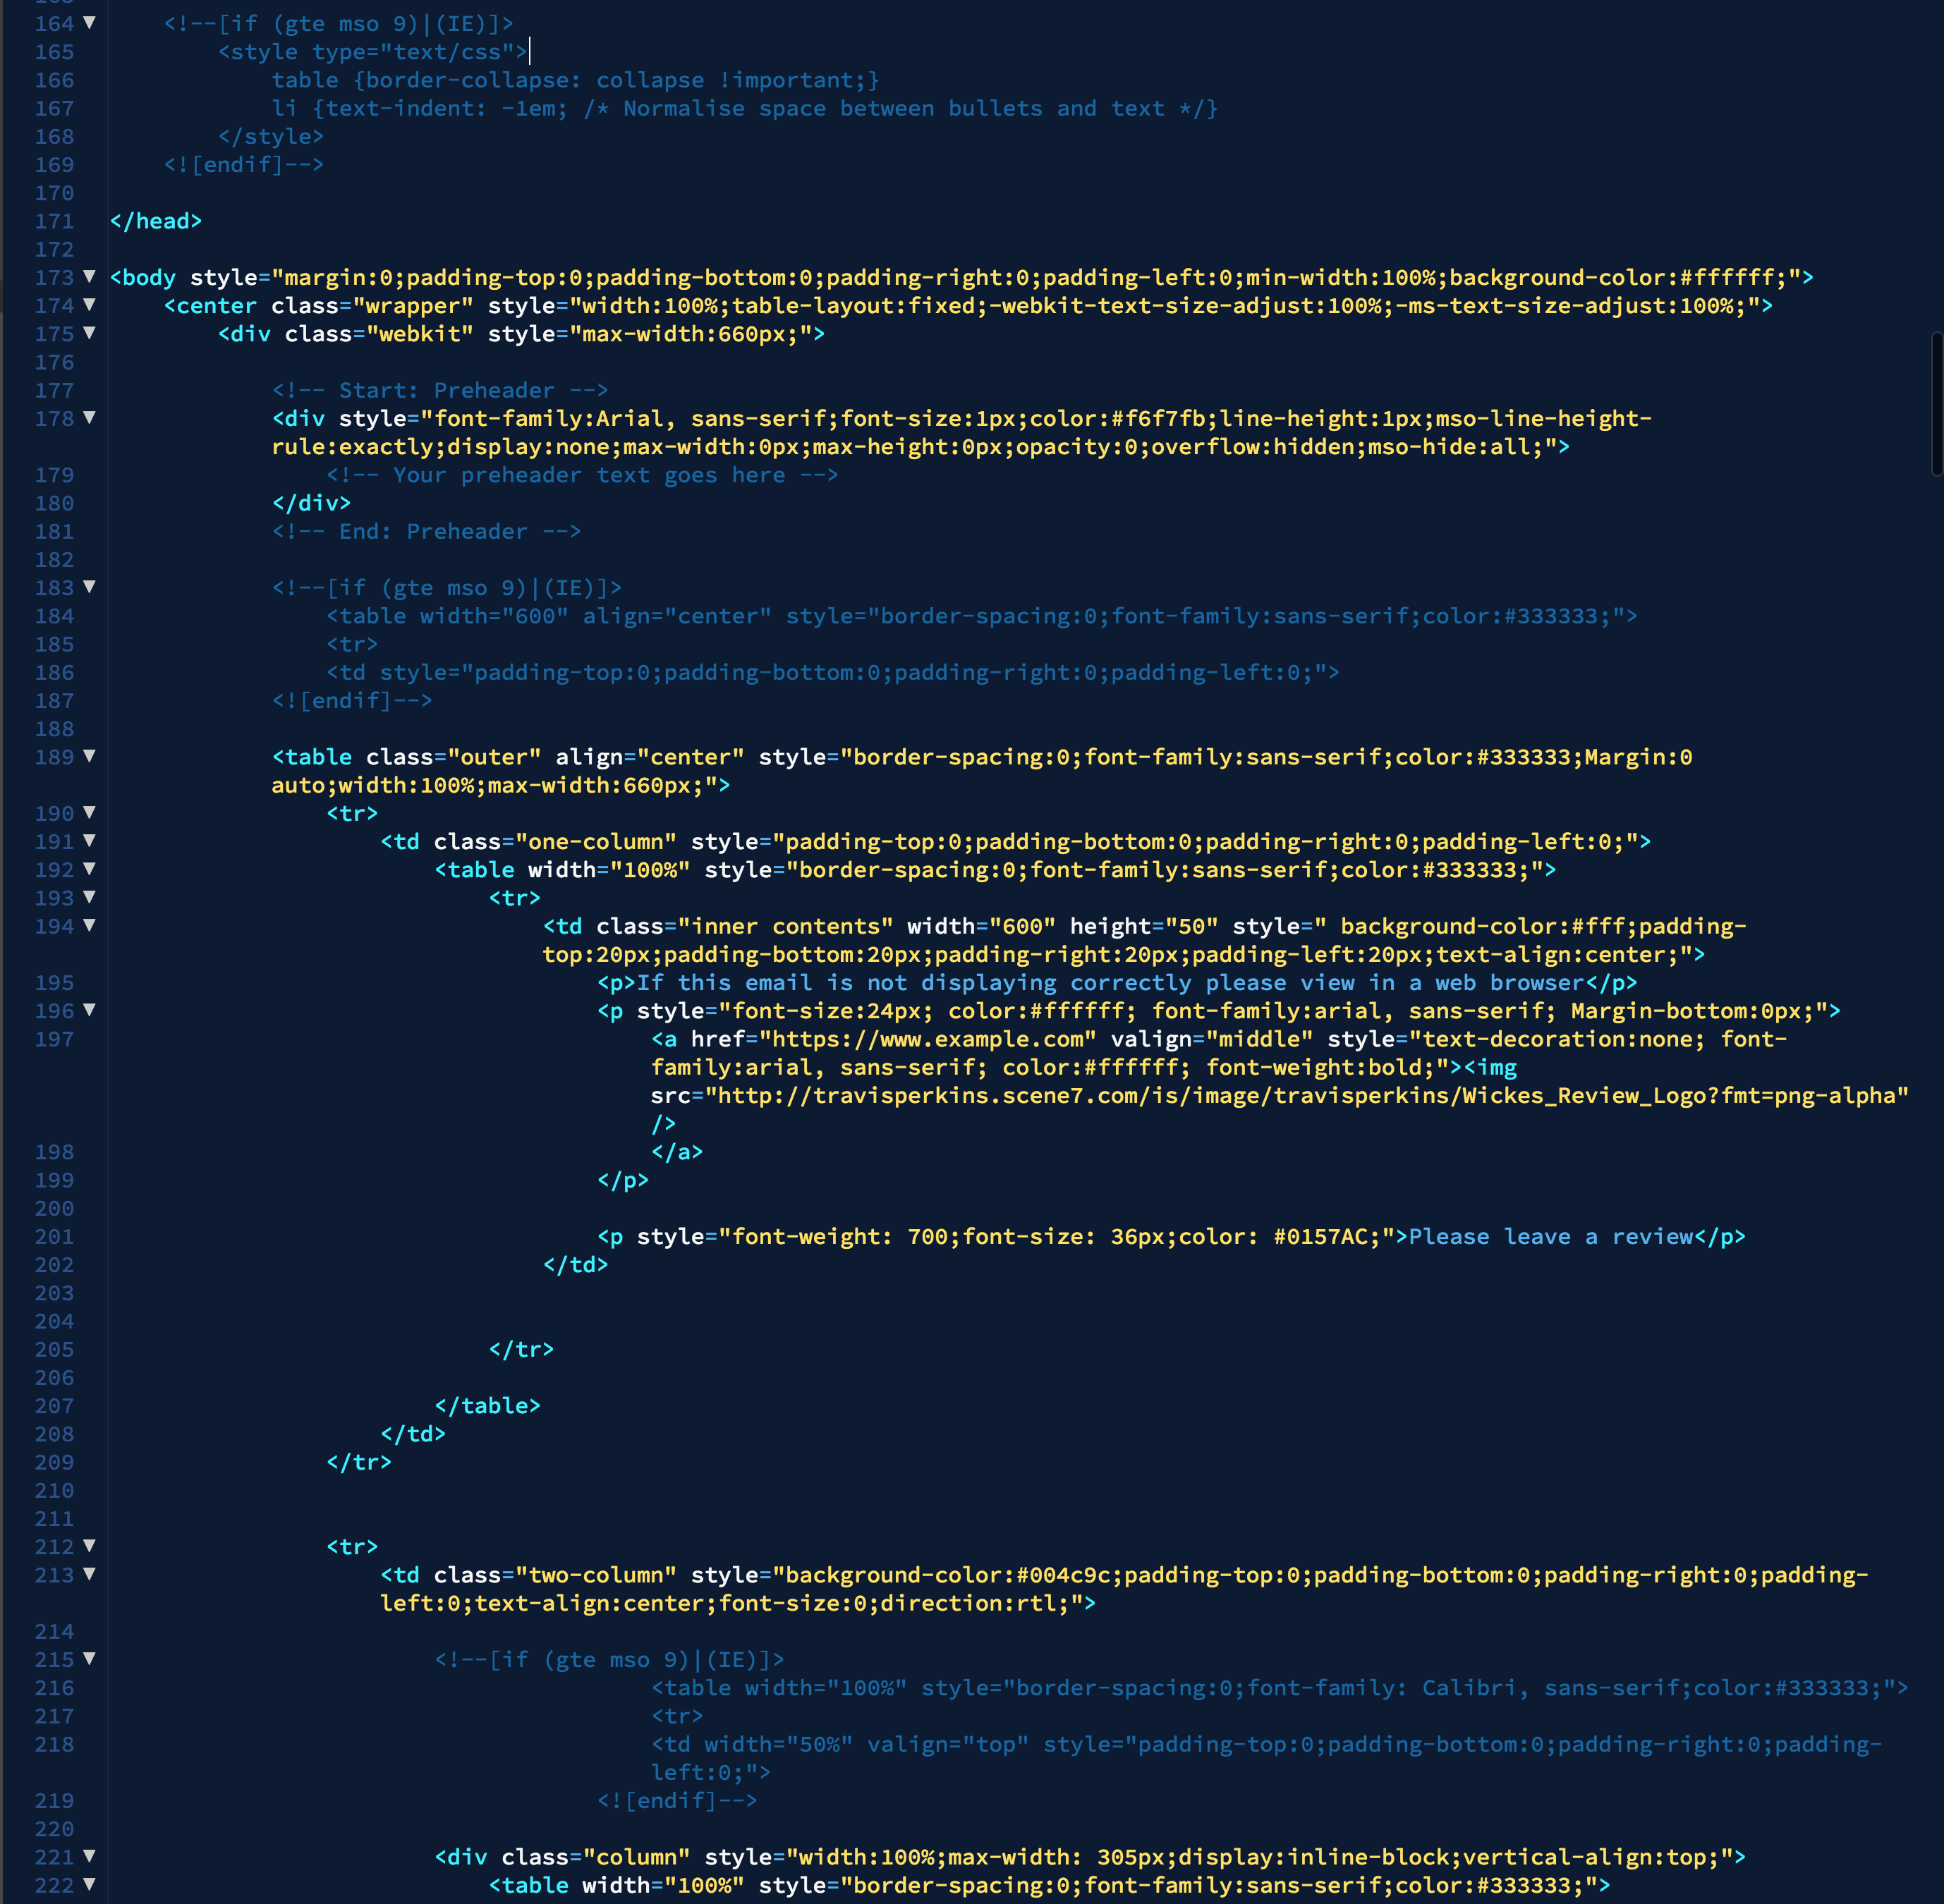 164 ▼ <!--[if (gte mso 9)|(IE)]>
165 <style type="text/css">
166 table {border-collapse: collapse !important;}
167 li {text-indent: -1em; /* Normalise space between bullets and text */}
168 </style>
169 <![endif]-->
170
171 </head>
172
173 ▼ <body style="margin:0;padding-top:0;padding-bottom:0;padding-right:0;padding-left:0;min-width:100%;background-color:#ffffff;">
174 ▼ <center class="wrapper" style="width:100%;table-layout:fixed;-webkit-text-size-adjust:100%;-ms-text-size-adjust:100%;">
175 ▼ <div class="webkit" style="max-width:660px;">
176
177 <!-- Start: Preheader -->
178 ▼ <div style="font-family:Arial, sans-serif;font-size:1px;color:#f6f7fb;line-height:1px;mso-line-height-
rule:exactly;display:none;max-width:0px;max-height:0px;opacity:0;overflow:hidden;mso-hide:all;">
179 <!-- Your preheader text goes here -->
180 </div>
181 <!-- End: Preheader -->
182
183 ▼ <!--[if (gte mso 9)|(IE)]>
184 <table width="600" align="center" style="border-spacing:0;font-family:sans-serif;color:#333333;">
185 <tr>
186 <td style="padding-top:0;padding-bottom:0;padding-right:0;padding-left:0;">
187 <![endif]-->
188
189 ▼ <table class="outer" align="center" style="border-spacing:0;font-family:sans-serif;color:#333333;Margin:0
auto;width:100%;max-width:660px;">
190 ▼ <tr>
191 ▼ <td class="one-column" style="padding-top:0;padding-bottom:0;padding-right:0;padding-left:0;">
192 ▼ <table width="100%" style="border-spacing:0;font-family:sans-serif;color:#333333;">
193 ▼ <tr>
194 ▼ <td class="inner contents" width="600" height="50" style=" background-color:#fff;padding-
top:20px;padding-bottom:20px;padding-right:20px;padding-left:20px;text-align:center;">
195 <p>If this email is not displaying correctly please view in a web browser</p>
196 ▼ <p style="font-size:24px; color:#ffffff; font-family:arial, sans-serif; Margin-bottom:0px;">
197 <a href="https://www.example.com" valign="middle" style="text-decoration:none; font-
family:arial, sans-serif; color:#ffffff; font-weight:bold;"><img
src="http://travisperkins.scene7.com/is/image/travisperkins/Wickes_Review_Logo?fmt=png-alpha"
/>
198 </a>
199 </p>
200
201 <p style="font-weight: 700;font-size: 36px;color: #0157AC;">Please leave a review</p>
202 </td>
203
204
205 </tr>
206
207 </table>
208 </td>
209 </tr>
210
211
212 ▼ <tr>
213 ▼ <td class="two-column" style="background-color:#004c9c;padding-top:0;padding-bottom:0;padding-right:0;padding-
left:0;text-align:center;font-size:0;direction:rtl;">
214
215 ▼ <!--[if (gte mso 9)|(IE)]>
216 <table width="100%" style="border-spacing:0;font-family: Calibri, sans-serif;color:#333333;">
217 <tr>
218 <td width="50%" valign="top" style="padding-top:0;padding-bottom:0;padding-right:0;padding-
left:0;">
219 <![endif]-->
220
221 ▼ <div class="column" style="width:100%;max-width: 305px;display:inline-block;vertical-align:top;">
222 ▼ <table width="100%" style="border-spacing:0;font-family:sans-serif;color:#333333;">